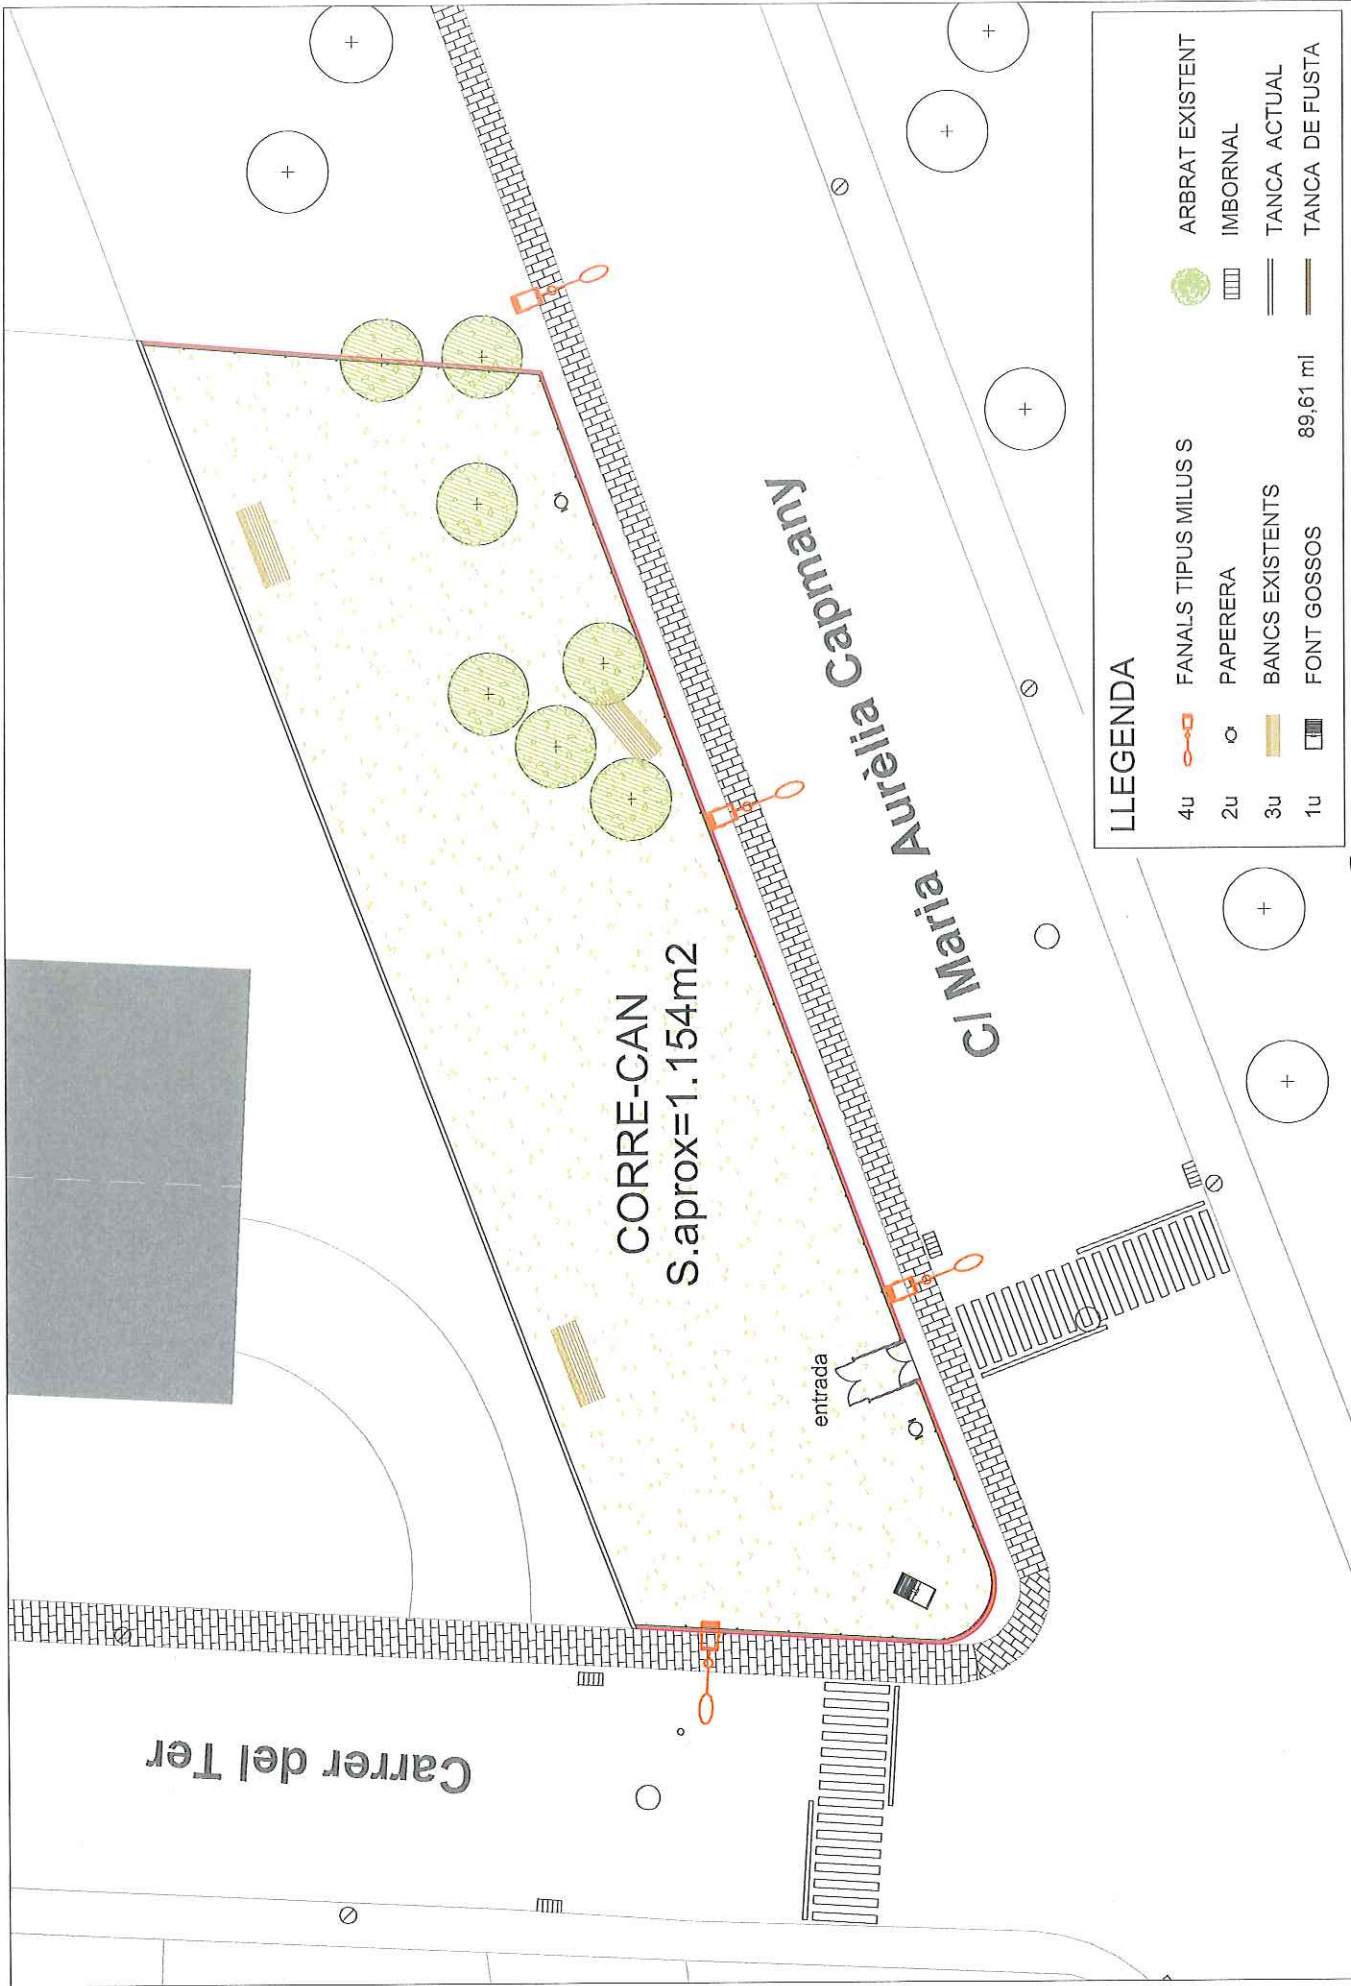 CORRE-CAN
S.aprox=1.154m2
entrada
Carrer del Ter
C/ Maria Aurèlia Capmany
LLEGENDA
4u FANALS TIPUS MILUS S
2u PAPERERA
3u BANCS EXISTENTS
1u FONT GOSSOS
ARBRAT EXISTENT
IMBORNAL
TANCA ACTUAL
89,61 ml TANCA DE FUSTA